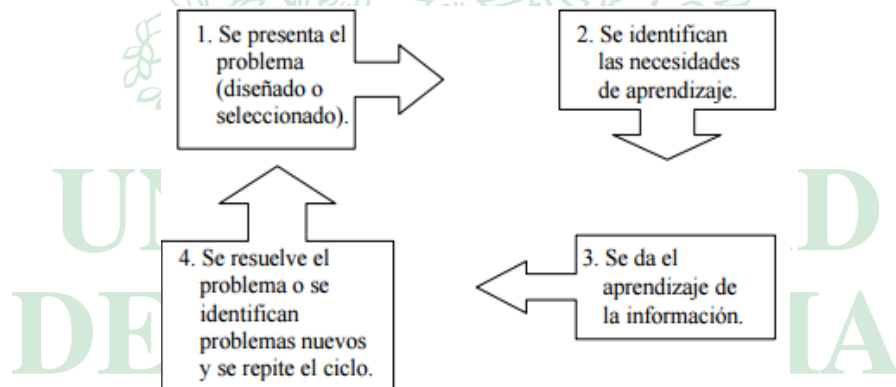 1. Se presenta el
problema
(diseñado o
seleccionado).
2. Se identifican
las necesidades
de aprendizaje.
3. Se da el
aprendizaje de
la información.
4. Se resuelve el
problema o se
identifican
problemas nuevos
y se repite el ciclo.